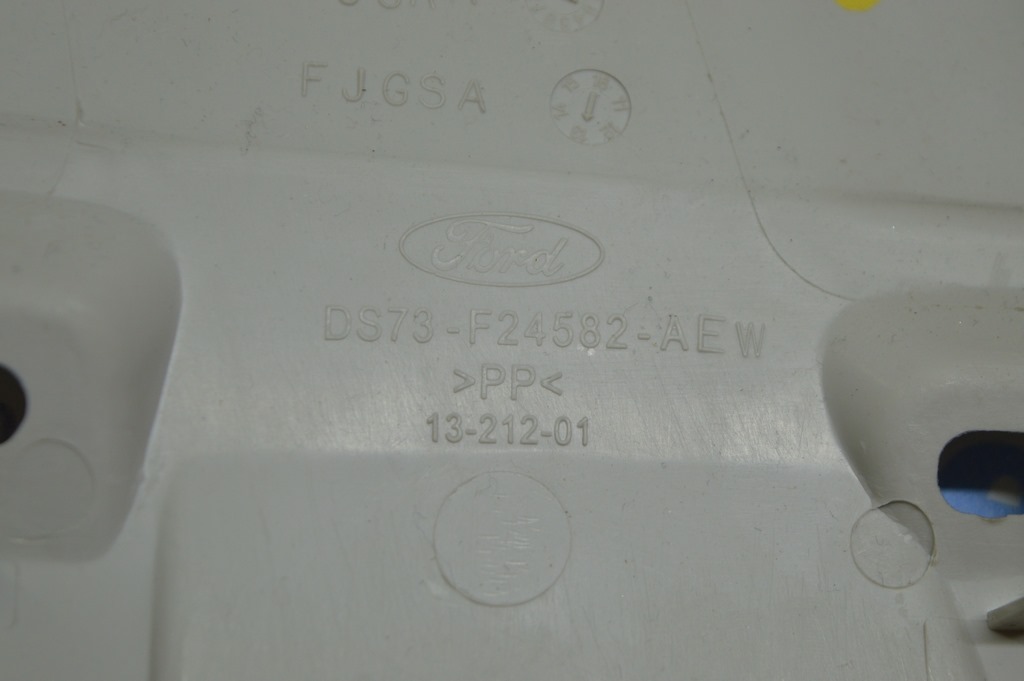 FJGSA
Ford
DS73-F24582-AEW
>PP<
13-212-01